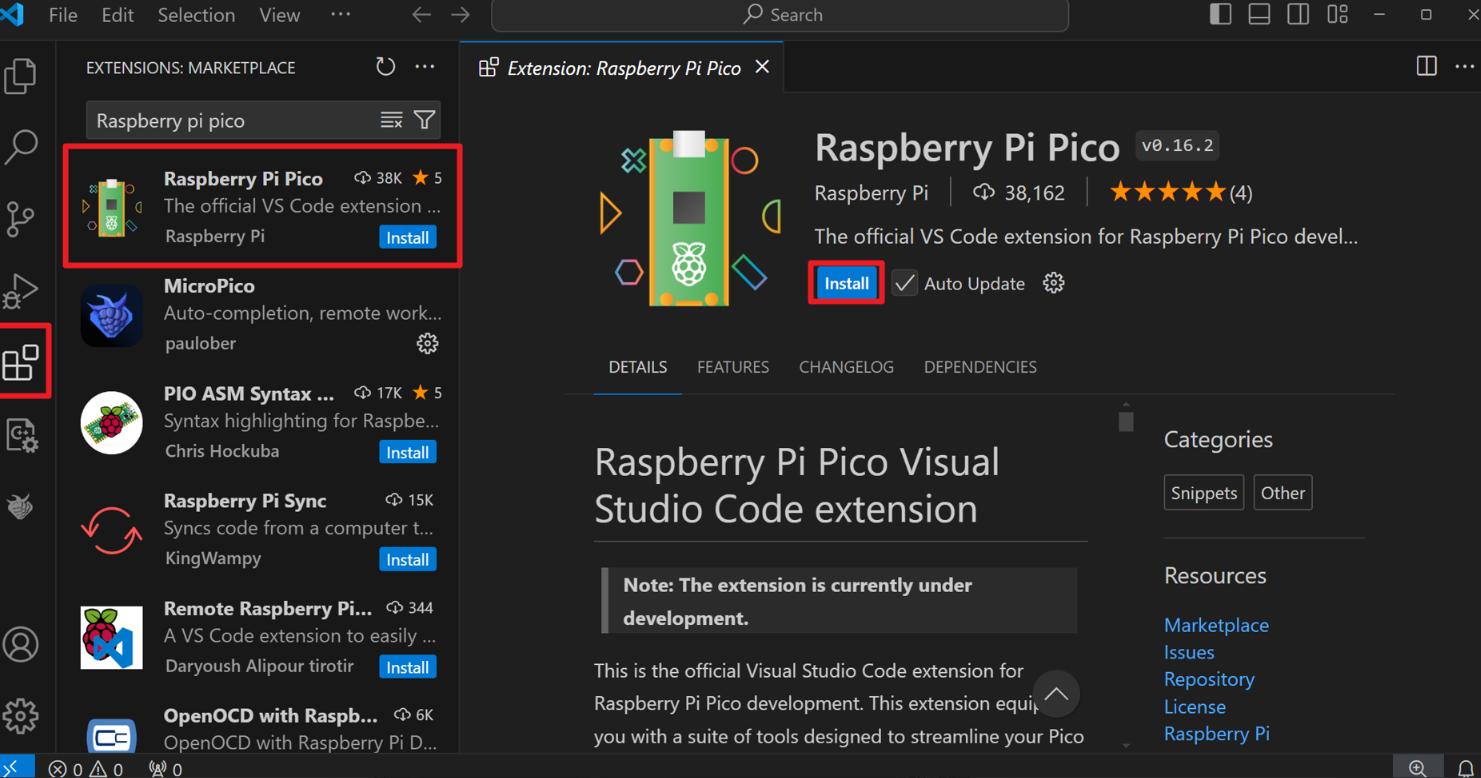 File Edit Selection View ··· Search
EXTENSIONS: MARKETPLACE
Raspberry pi pico
Raspberry Pi Pico 38K 5
The official VS Code extension ...
Raspberry Pi Install
MicroPico
Auto-completion, remote work...
paulober
PIO ASM Syntax ... 17K 5
Syntax highlighting for Raspbe...
Chris Hockuba Install
Raspberry Pi Sync 15K
Syncs code from a computer t...
KingWampy Install
Remote Raspberry Pi... 344
A VS Code extension to easily ...
Daryoush Alipour tirotir Install
OpenOCD with Raspb... 6K
OpenOCD with Raspberry Pi D...
Extension: Raspberry Pi Pico
Raspberry Pi Pico v0.16.2
Raspberry Pi 38,162 (4)
The official VS Code extension for Raspberry Pi Pico devel...
Install Auto Update
DETAILS FEATURES CHANGELOG DEPENDENCIES
Raspberry Pi Pico Visual
Studio Code extension
Note: The extension is currently under
development.
This is the official Visual Studio Code extension for
Raspberry Pi Pico development. This extension
you with a suite of tools designed to streamline your Pico
Categories
Snippets Other
Resources
Marketplace
Issues
Repository
License
Raspberry Pi
0 0 0